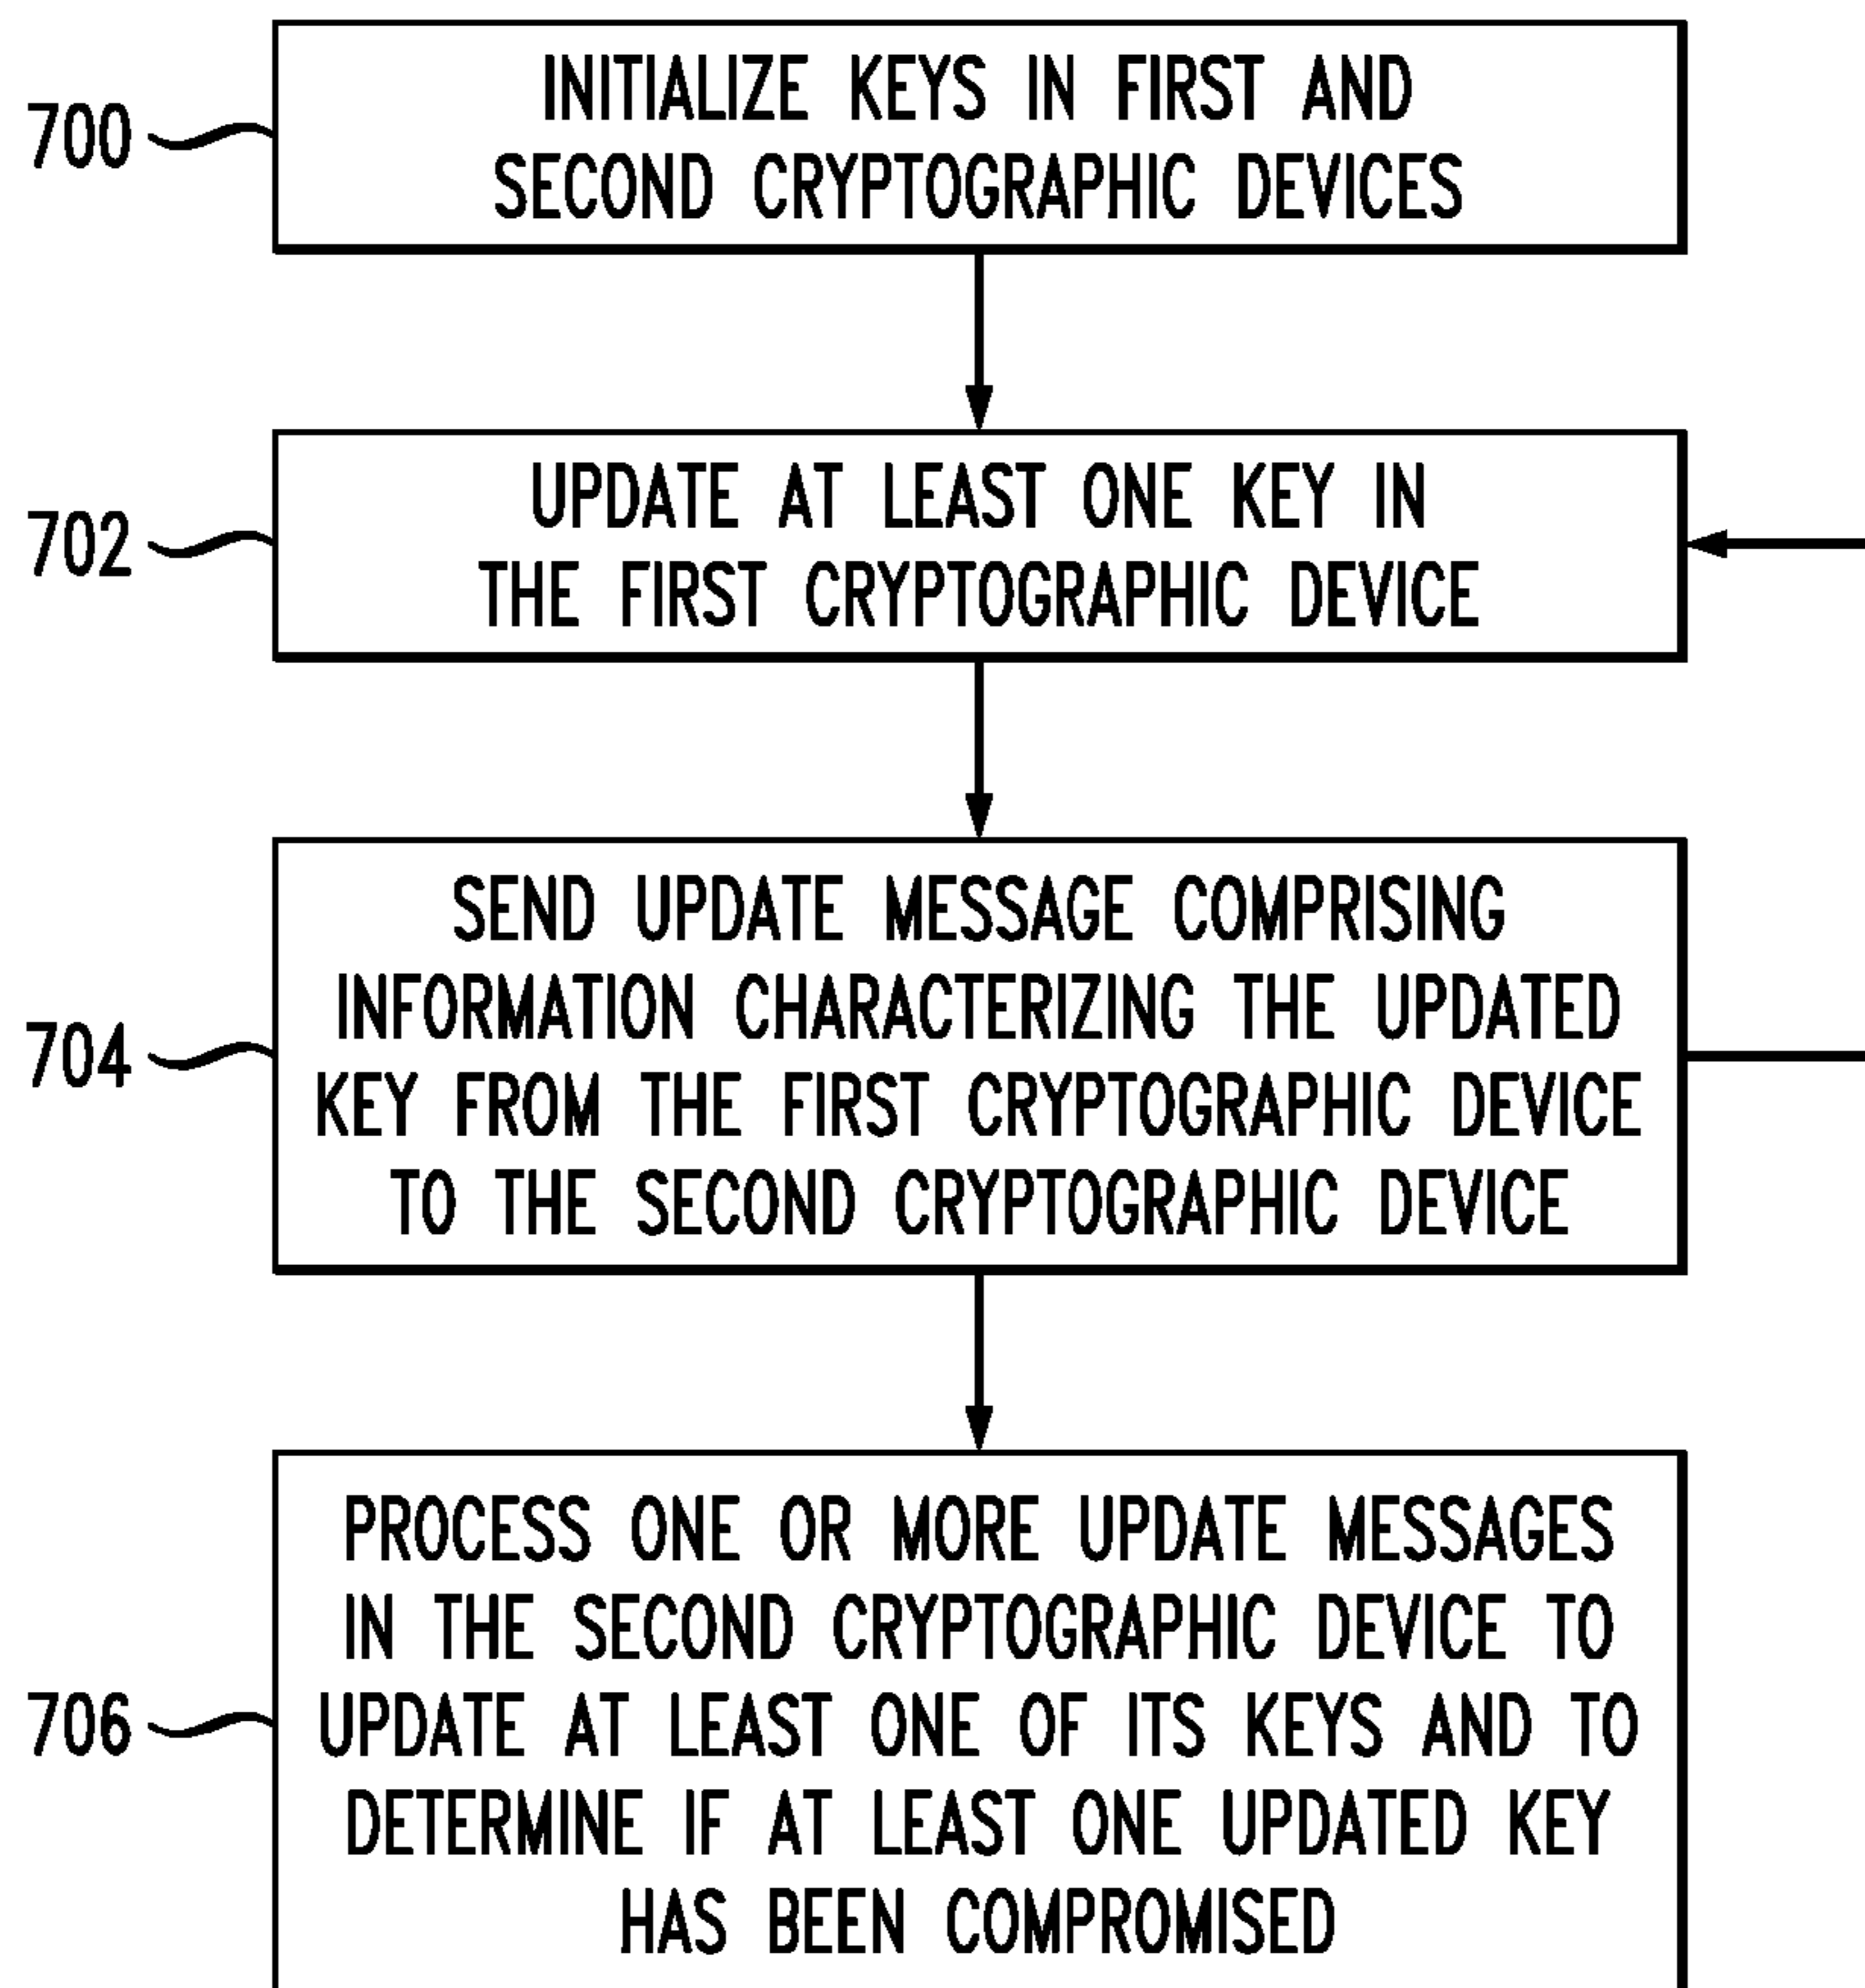 INITIALIZE KEYS IN FIRST AND
SECOND CRYPTOGRAPHIC DEVICES
700
UPDATE AT LEAST ONE KEY IN
THE FIRST CRYPTOGRAPHIC DEVICE
702
SEND UPDATE MESSAGE COMPRISING
INFORMATION CHARACTERIZING THE UPDATED
KEY FROM THE FIRST CRYPTOGRAPHIC DEVICE
TO THE SECOND CRYPTOGRAPHIC DEVICE
704
PROCESS ONE OR MORE UPDATE MESSAGES
IN THE SECOND CRYPTOGRAPHIC DEVICE TO
UPDATE AT LEAST ONE OF ITS KEYS AND TO
DETERMINE IF AT LEAST ONE UPDATED KEY
HAS BEEN COMPROMISED
706